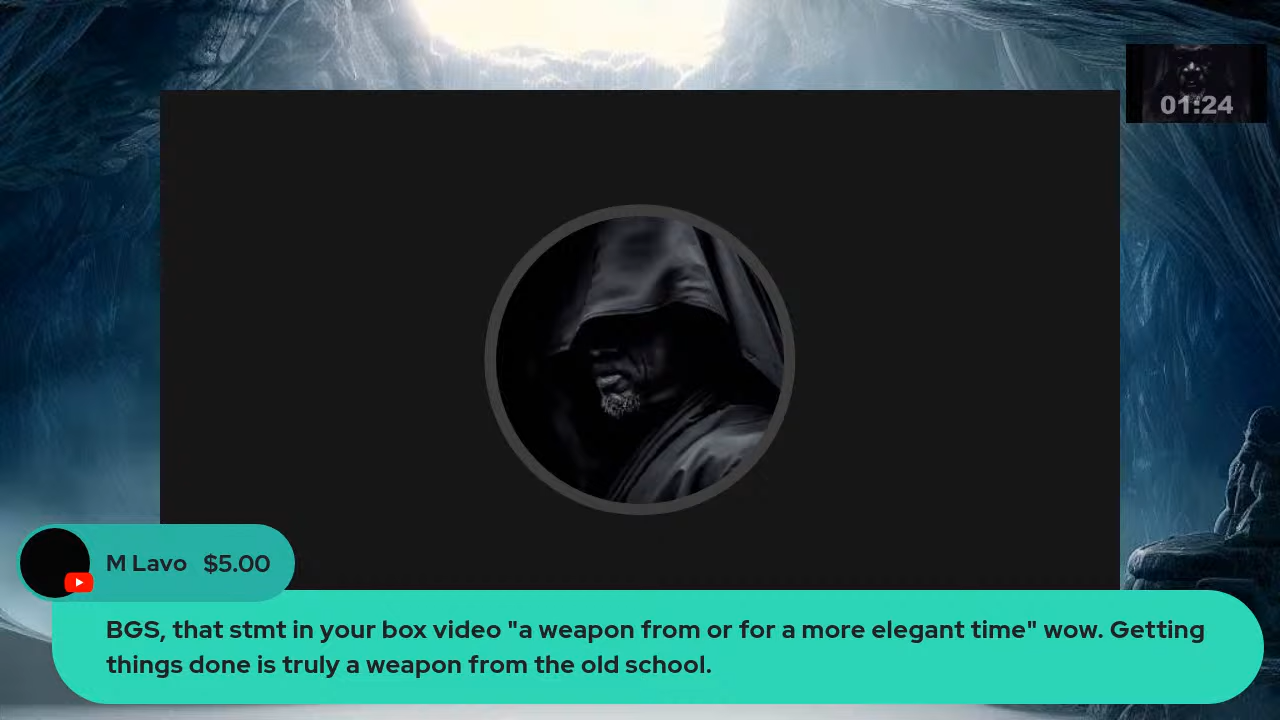 01:24
M Lavo $5.00
BGS, that stmt in your box video "a weapon from or for a more elegant time" wow. Getting
things done is truly a weapon from the old school.